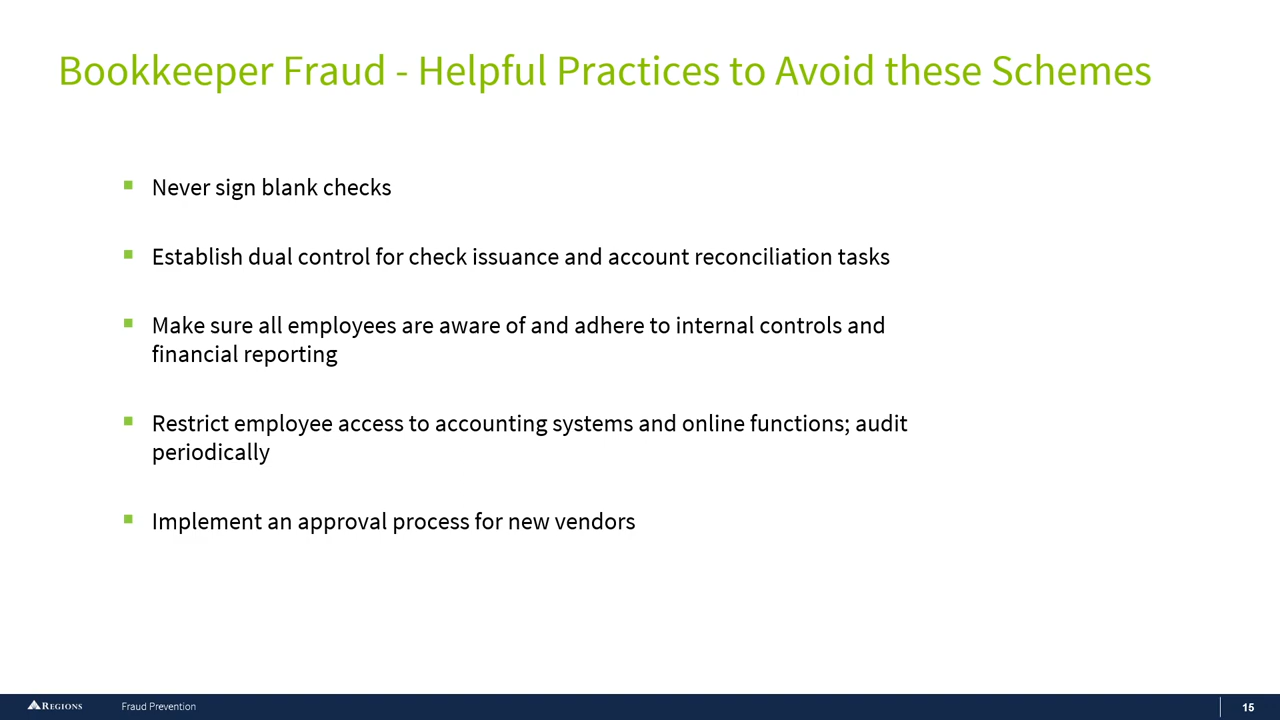 Bookkeeper Fraud - Helpful Practices to Avoid these Schemes
Never sign blank checks
Establish dual control for check issuance and account reconciliation tasks
Make sure all employees are aware of and adhere to internal controls and
financial reporting
Restrict employee access to accounting systems and online functions; audit
periodically
Implement an approval process for new vendors
REGIONS
Fraud Prevention
15